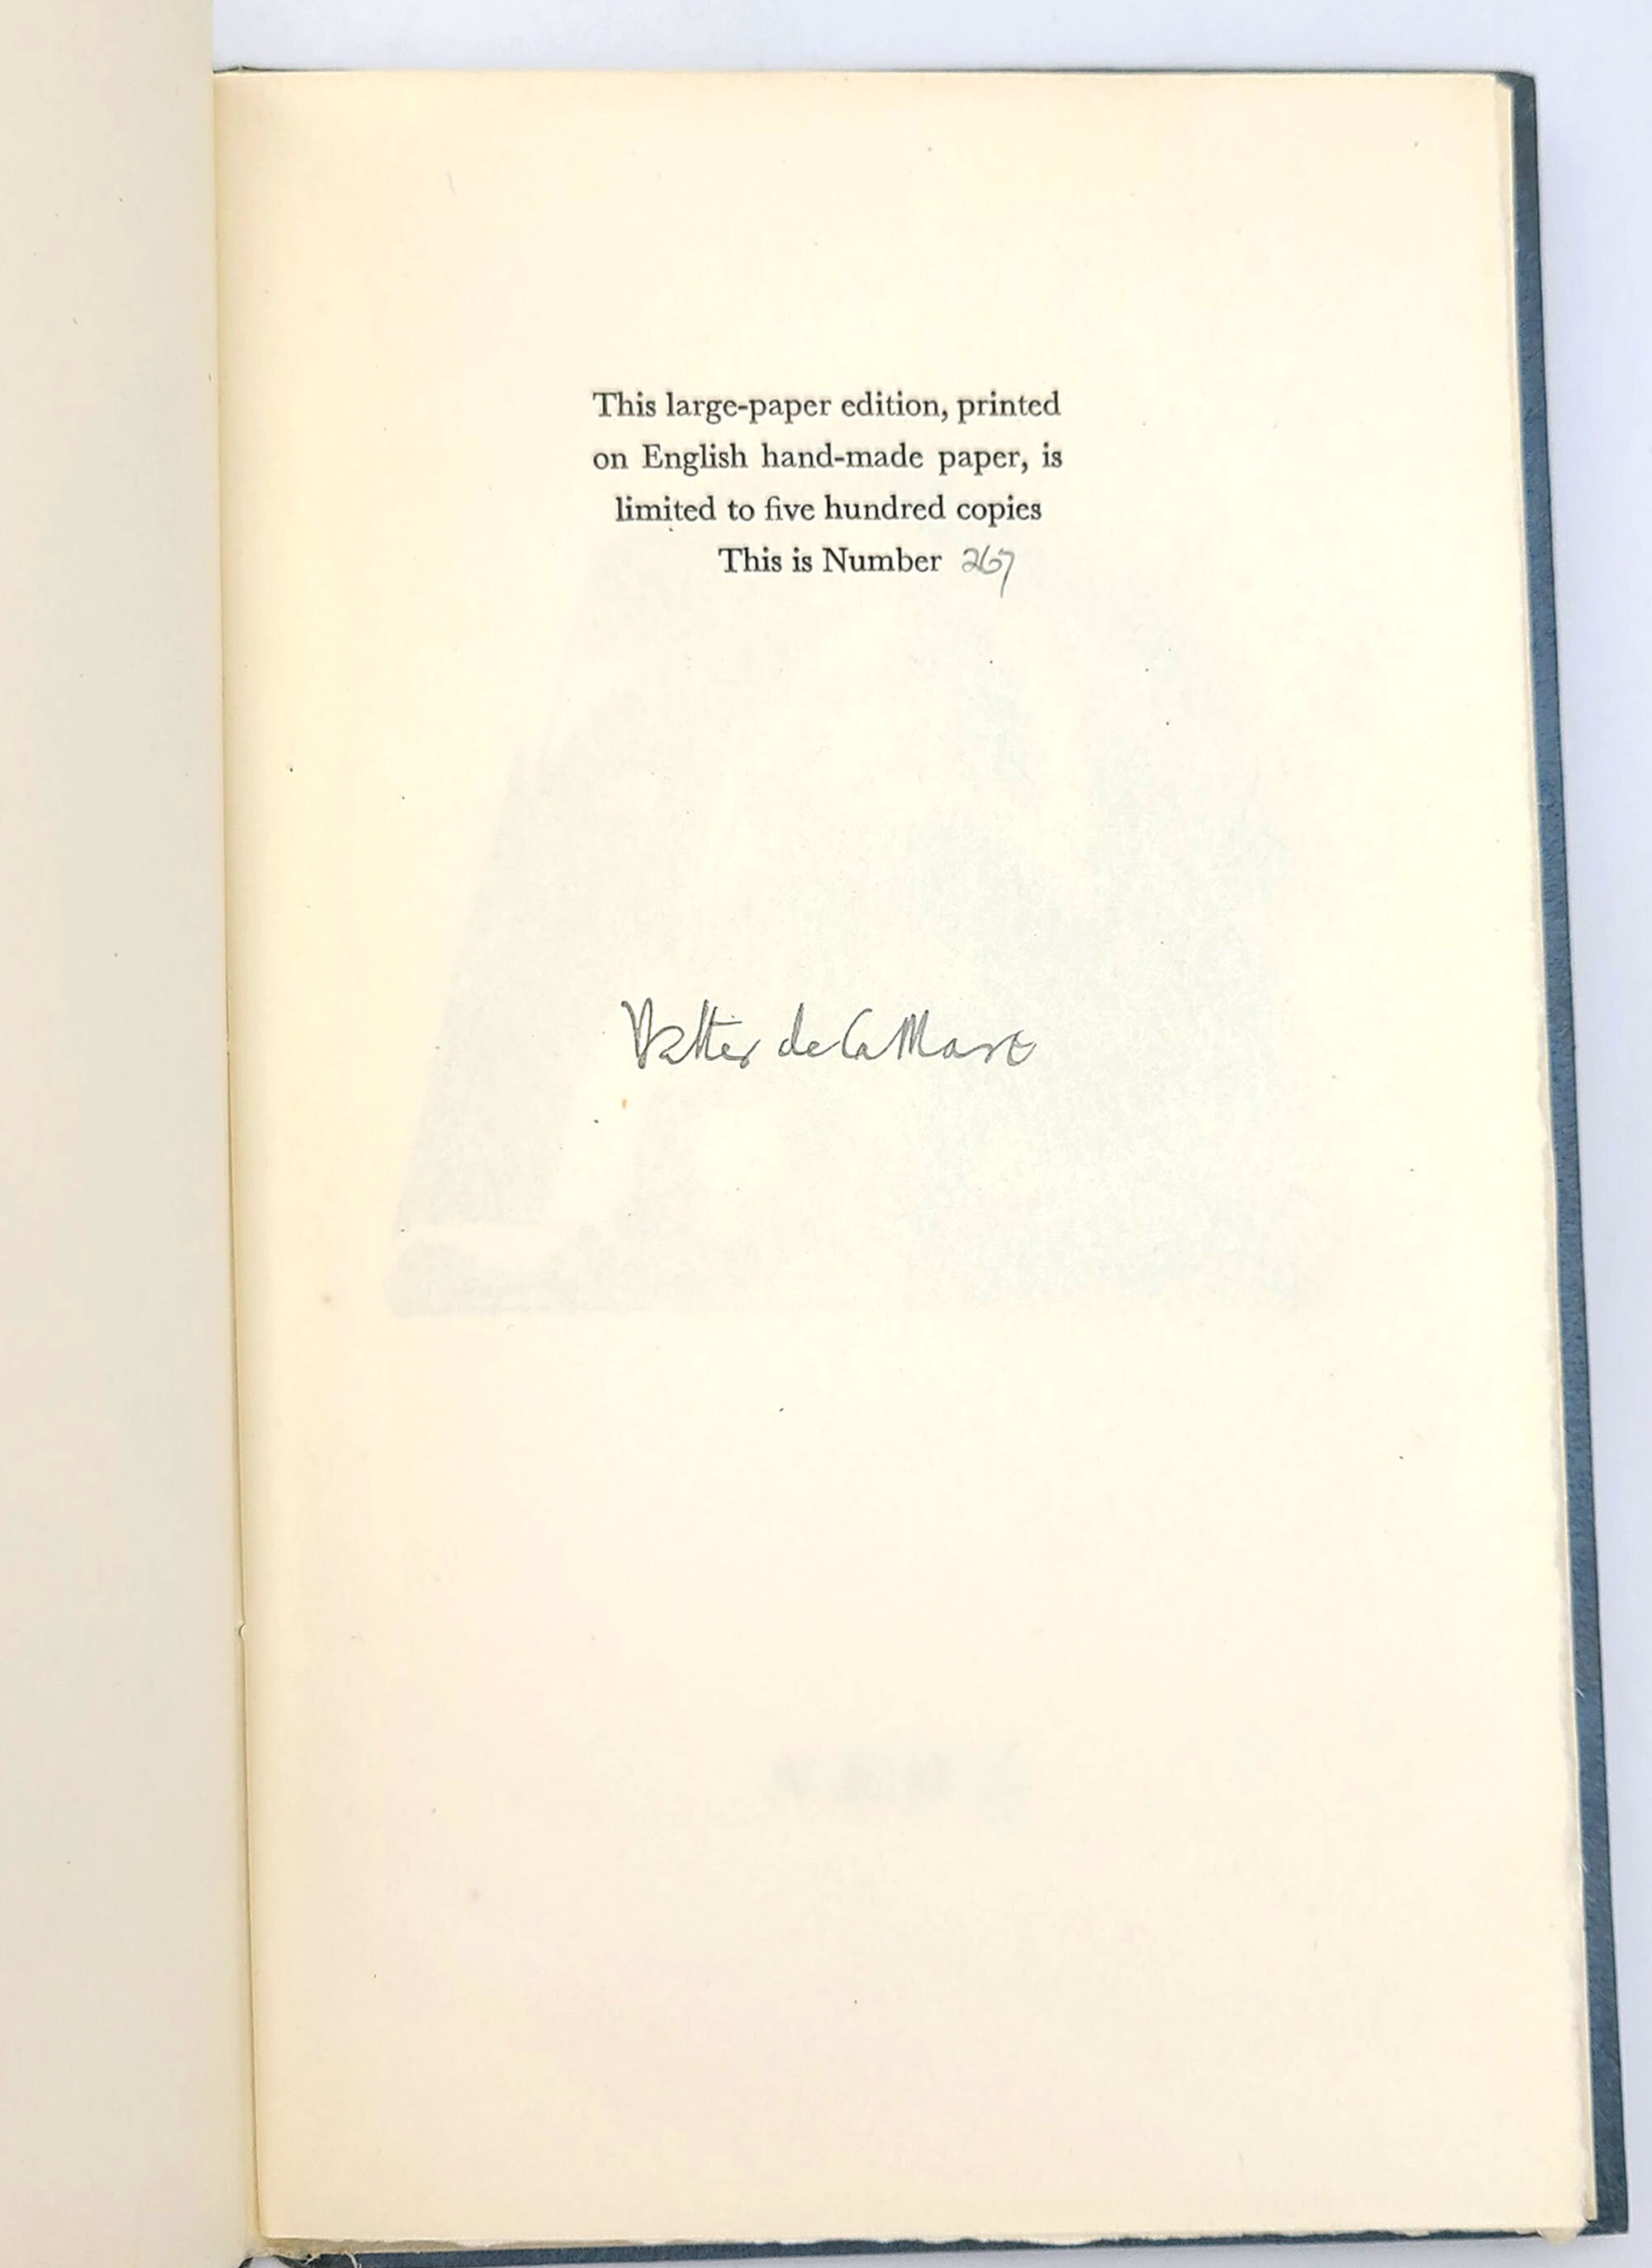 This large-paper edition, printed
on English hand-made paper, is
limited to five hundred copies
This is Number 267
Walter de la Mare